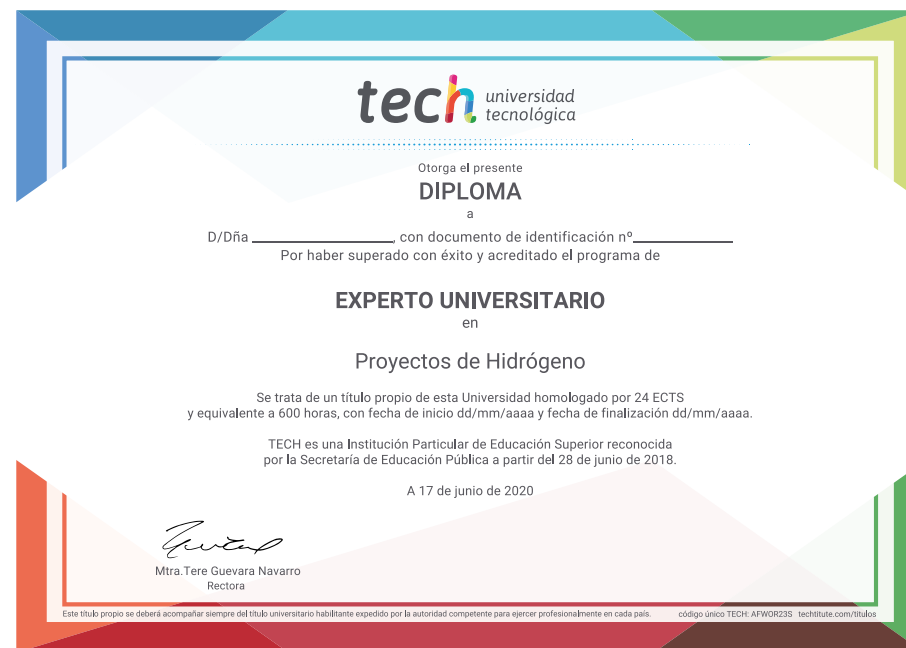 tech universidad
tecnológica
Otorga el presente
DIPLOMA
a
D/Dña ____________________, con documento de identificación nº______________
Por haber superado con éxito y acreditado el programa de
EXPERTO UNIVERSITARIO
en
Proyectos de Hidrógeno
Se trata de un título propio de esta Universidad homologado por 24 ECTS
y equivalente a 600 horas, con fecha de inicio dd/mm/aaaa y fecha de finalización dd/mm/aaaa.
TECH es una Institución Particular de Educación Superior reconocida
por la Secretaría de Educación Pública a partir del 28 de junio de 2018.
A 17 de junio de 2020
Mtra.Tere Guevara Navarro
Rectora
Este título propio se deberá acompañar siempre del título universitario habilitante expedido por la autoridad competente para ejercer profesionalmente en cada país. código único TECH: AFWOR23S techtitute.com/titulos